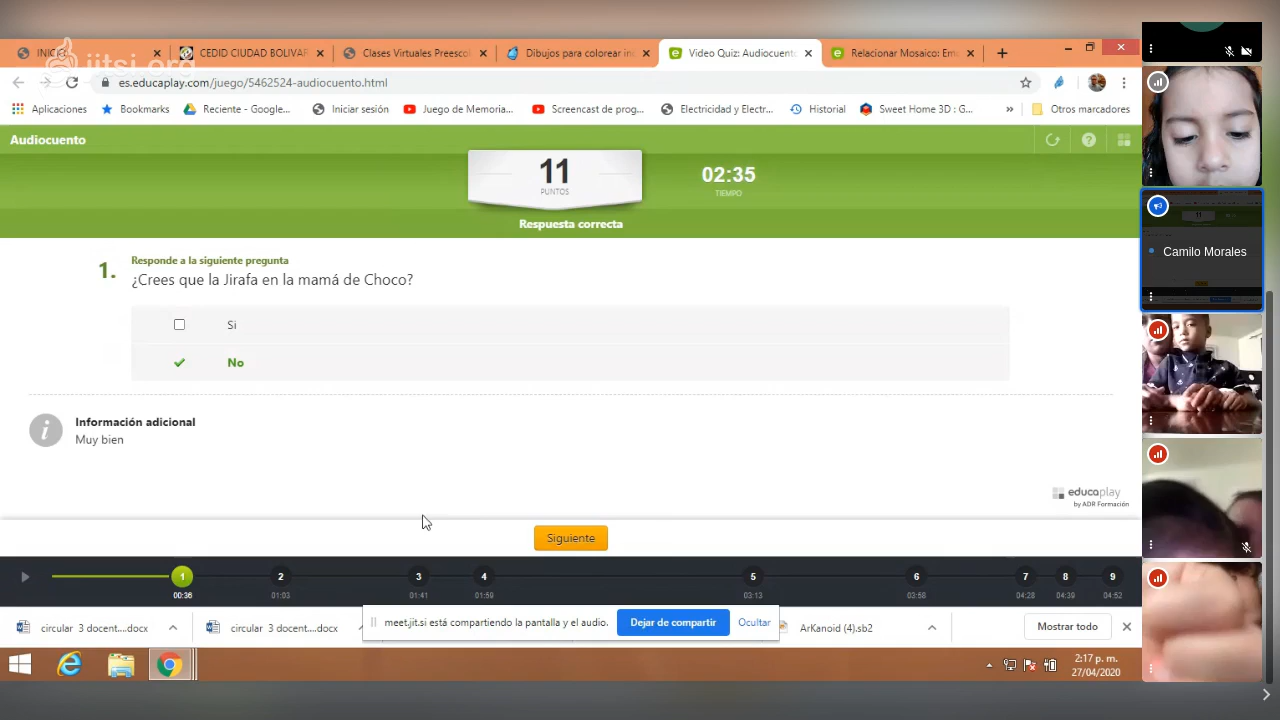 INICI
CEDID CIUDAD BOLIVAR
Clases Virtuales Preesco
Dibujos para colorear ini
Video Quiz: Audiocuento
Relacionar Mosaico: Em
jitsi.org
es.educaplay.com/juego/5462524-audiocuento.html
Aplicaciones
Bookmarks
Reciente - Google...
Iniciar sesión
Juego de Memoria...
Screencast de prog...
Electricidad y Electr...
Historial
Sweet Home 3D : G...
»
Otros marcadores
Audiocuento
11
PUNTOS
02:35
TIEMPO
Respuesta correcta
1.
Responde a la siguiente pregunta
¿Crees que la Jirafa en la mamá de Choco?
Si
No
Información adicional
Muy bien
educaplay
by ADR Formación
Siguiente
1 2 3 4 5 6 7 8 9
00:36 01:03 01:41 01:59 03:13 03:58 04:28 04:39 04:52
circular 3 docent....docx
circular 3 docent....docx
meet.jit.si está compartiendo la pantalla y el audio.
Dejar de compartir
Ocultar
ArKanoid (4).sb2
Mostrar todo
2:17 p. m.
27/04/2020
Camilo Morales